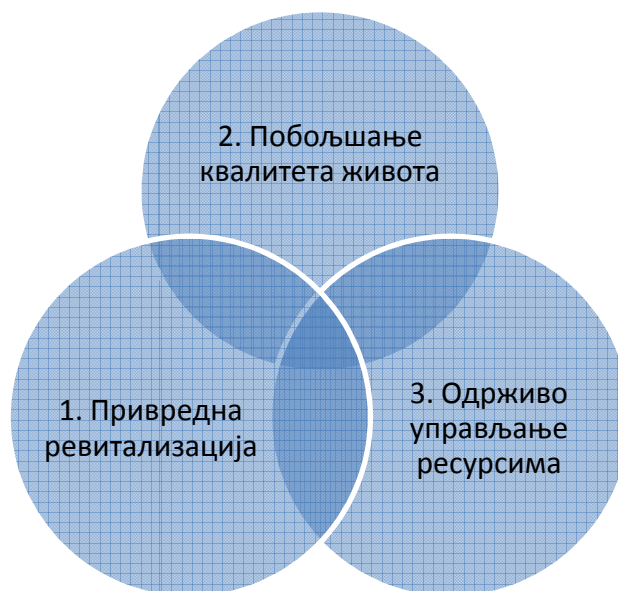 2. Побољшање
квалитета живота
1. Привредна
ревитализација
3. Одрживо
управљање
ресурсима